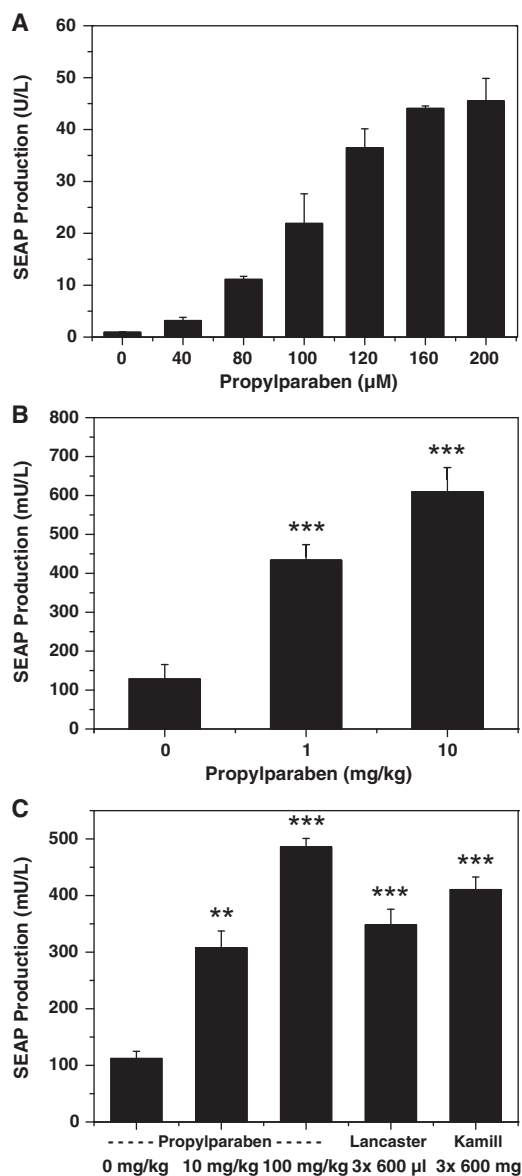 A
SEAP Production (U/L)
60
50
40
30
20
10
0
0 40 80 100 120 160 200
Propylparaben (µM)
B
SEAP Production (mU/L)
800
700
600
500
400
300
200
100
0
***
***
0 1 10
Propylparaben (mg/kg)
C
SEAP Production (mU/L)
500
400
300
200
100
0
**
***
***
***
- - - - - Propylparaben - - - - - Lancaster Kamill
0 mg/kg 10 mg/kg 100 mg/kg 3x 600 µl 3x 600 mg